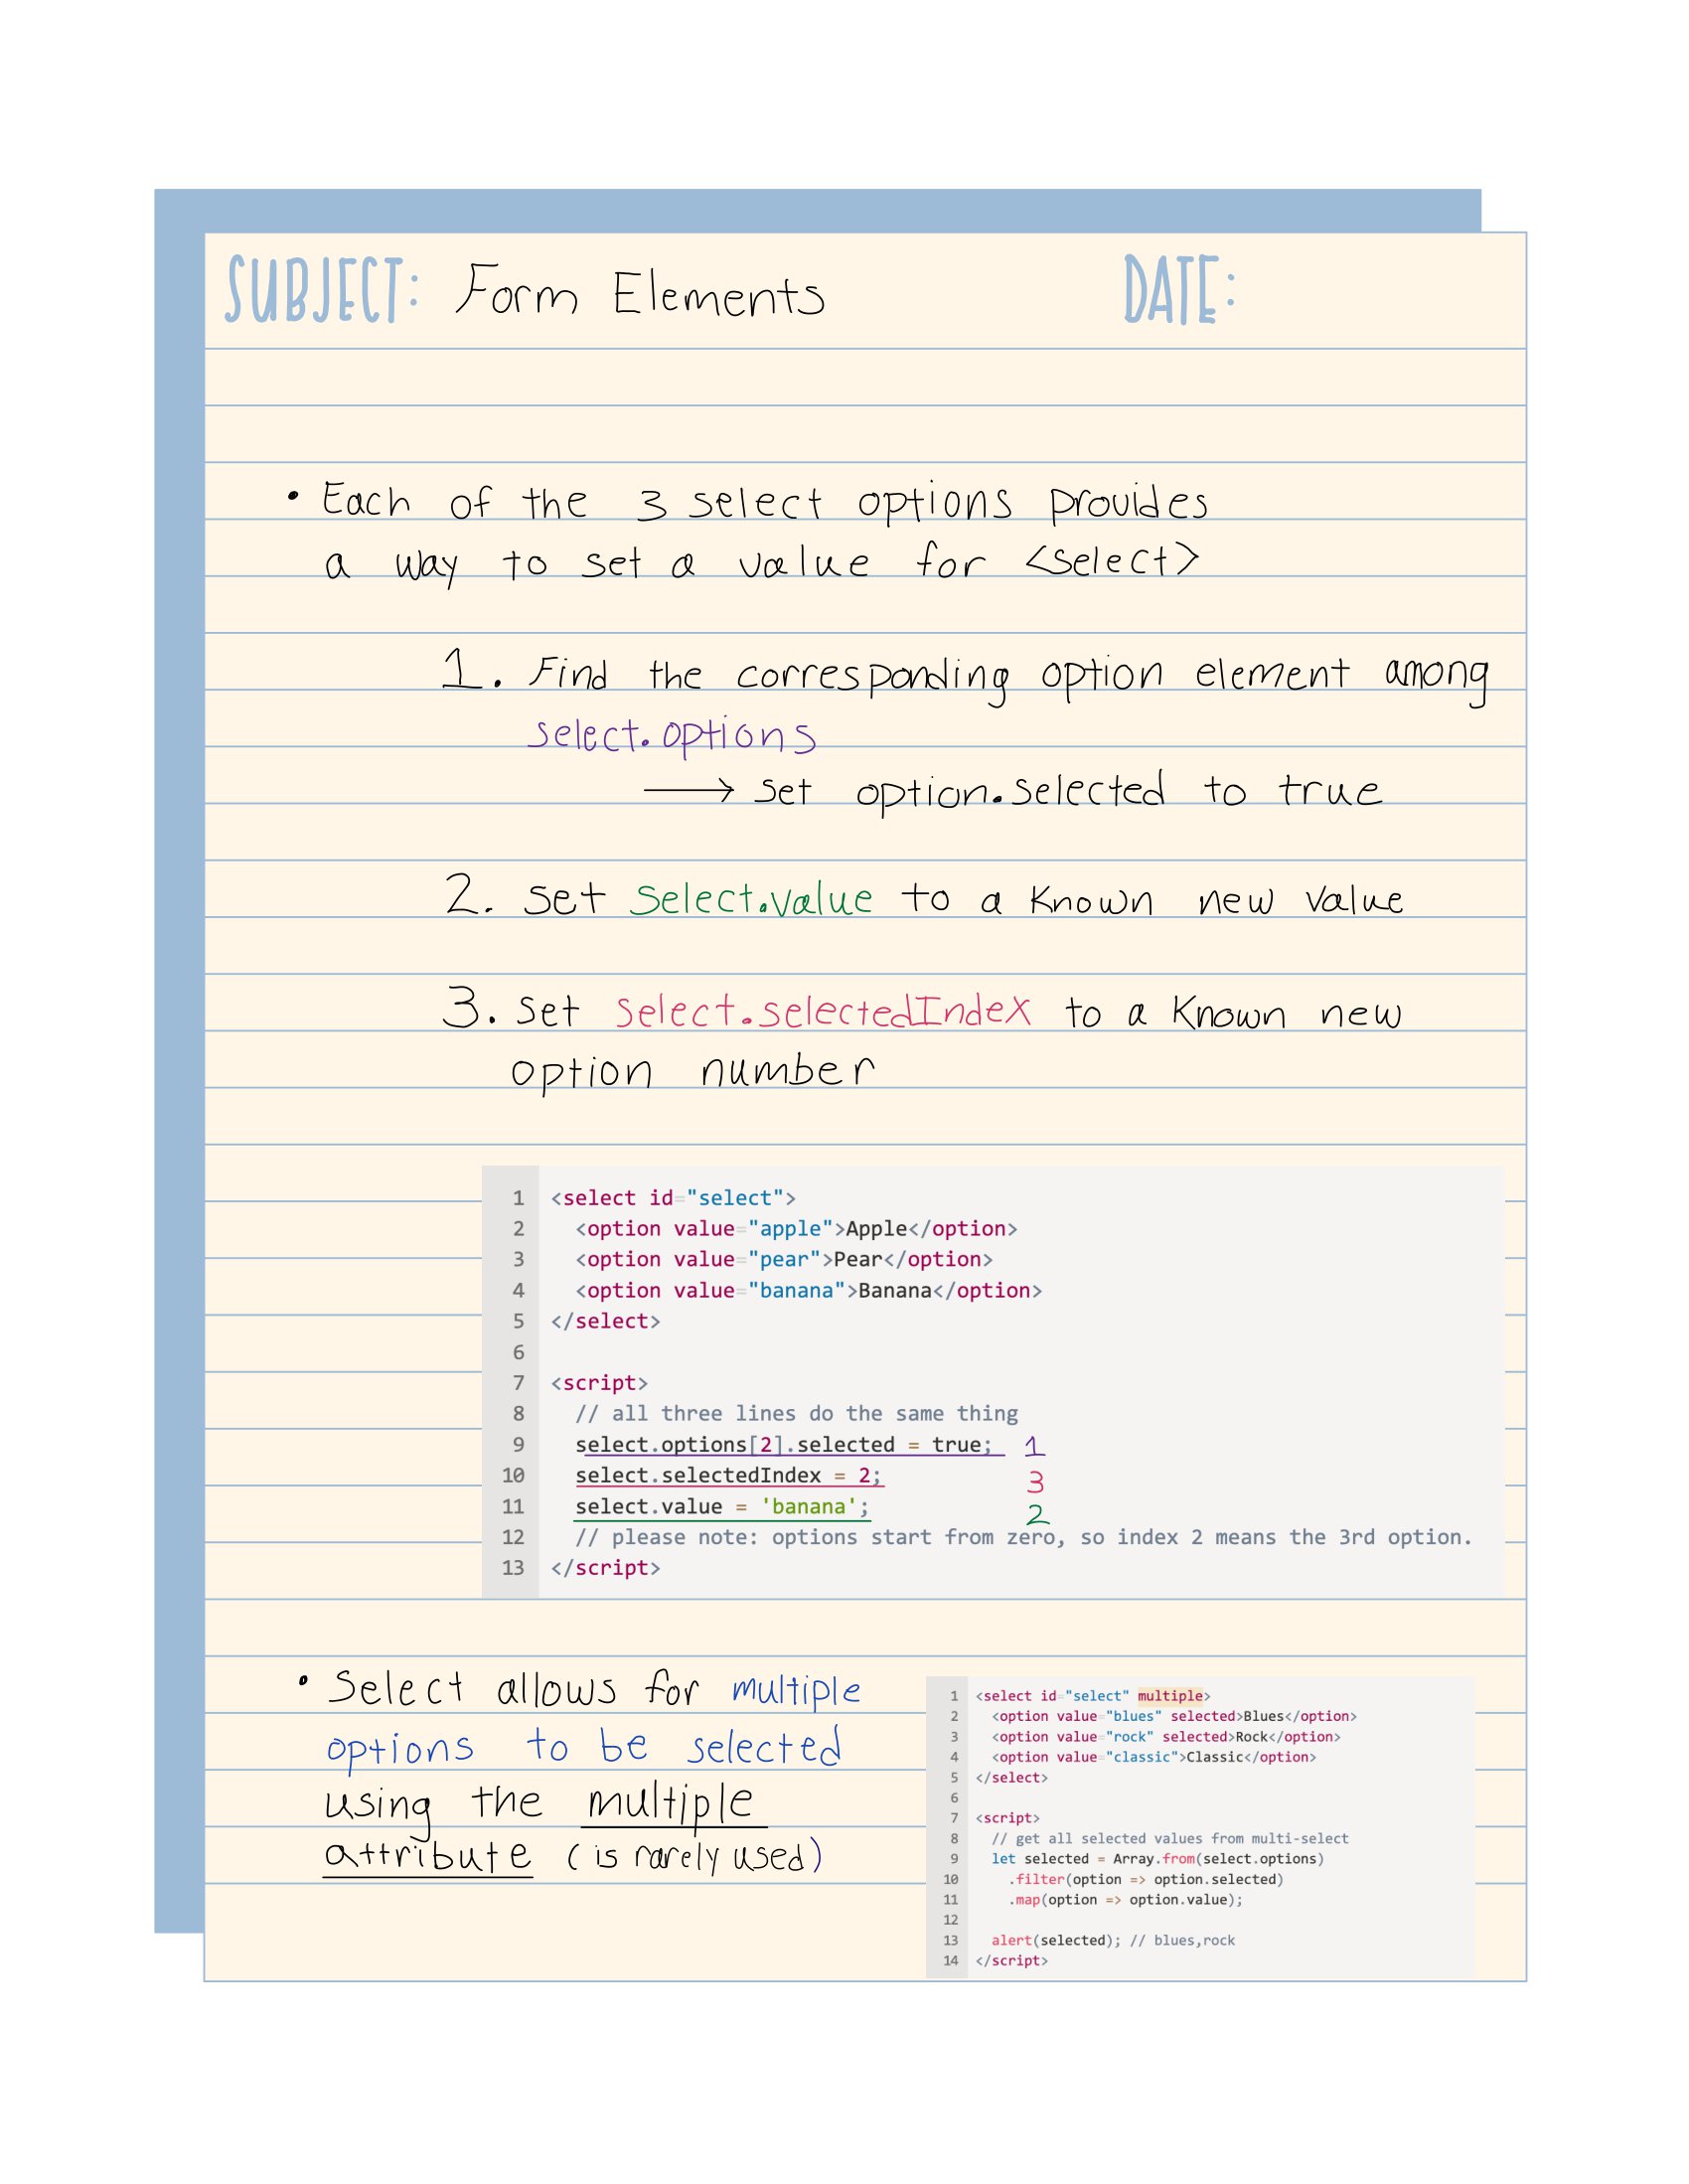 SUBJECT: Form Elements DATE:
• Each of the 3 select options provides
a way to set a value for <select>
1. Find the corresponding option element among
select.options
→ set option.selected to true
2. set select.value to a known new value
3. set select.selectedIndex to a known new
option number
1 <select id="select">
2 <option value="apple">Apple</option>
3 <option value="pear">Pear</option>
4 <option value="banana">Banana</option>
5 </select>
6
7 <script>
8 // all three lines do the same thing
9 select.options[2].selected = true; 1
10 select.selectedIndex = 2; 3
11 select.value = 'banana'; 2
12 // please note: options start from zero, so index 2 means the 3rd option.
13 </script>
• Select allows for multiple
options to be selected
using the multiple
attribute (is rarely used)
1 <select id="select" multiple>
2 <option value="blues" selected>Blues</option>
3 <option value="rock" selected>Rock</option>
4 <option value="classic">Classic</option>
5 </select>
6
7 <script>
8 // get all selected values from multi-select
9 let selected = Array.from(select.options)
10 .filter(option => option.selected)
11 .map(option => option.value);
12
13 alert(selected); // blues,rock
14 </script>